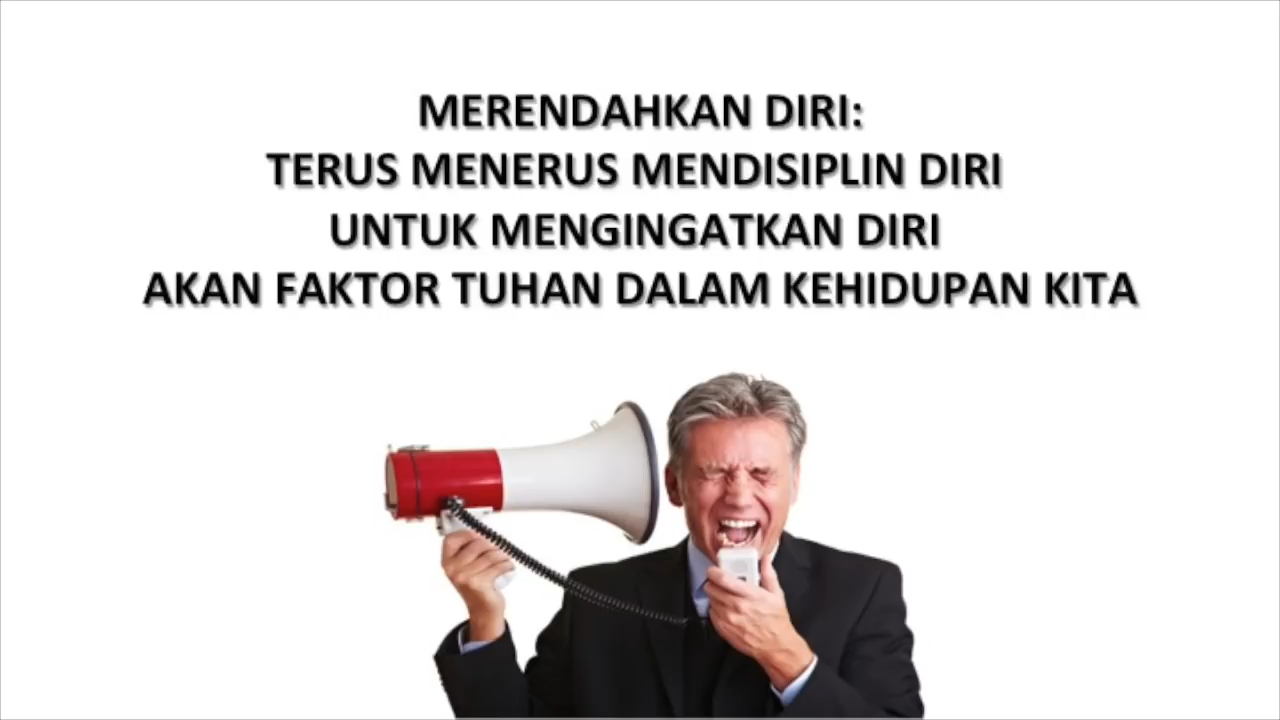 MERENDAHKAN DIRI:
TERUS MENERUS MENDISIPLIN DIRI
UNTUK MENGINGATKAN DIRI
AKAN FAKTOR TUHAN DALAM KEHIDUPAN KITA